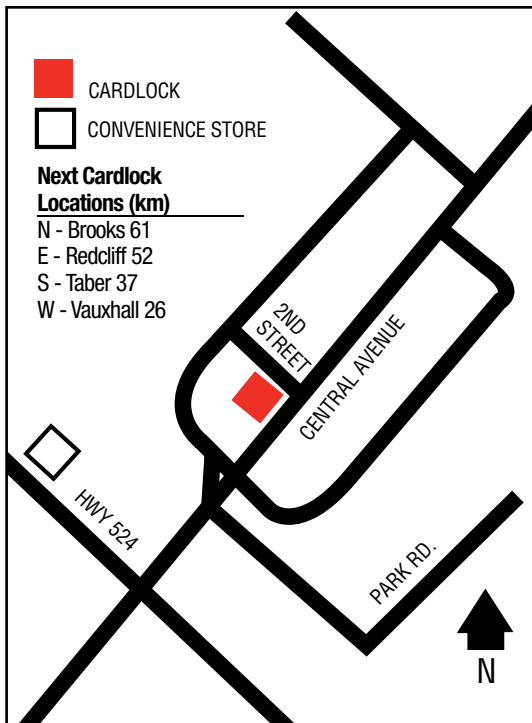 CARDLOCK
CONVENIENCE STORE
Next Cardlock
Locations (km)
N - Brooks 61
E - Redcliff 52
S - Taber 37
W - Vauxhall 26
2ND
STREET
CENTRAL AVENUE
HWY 524
PARK RD.
N